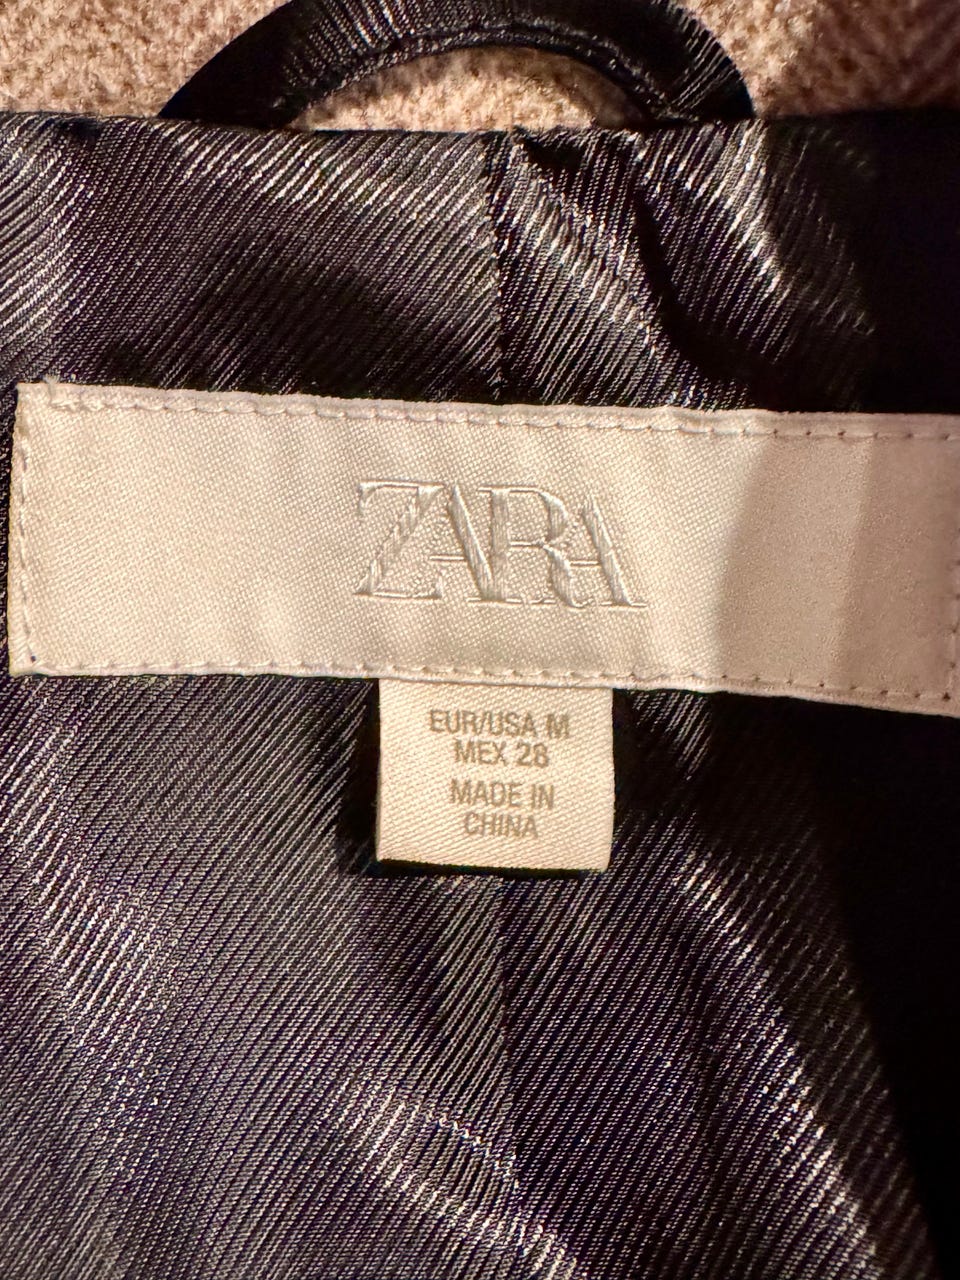 ZARA
EUR/USA M
MEX 28
MADE IN
CHINA